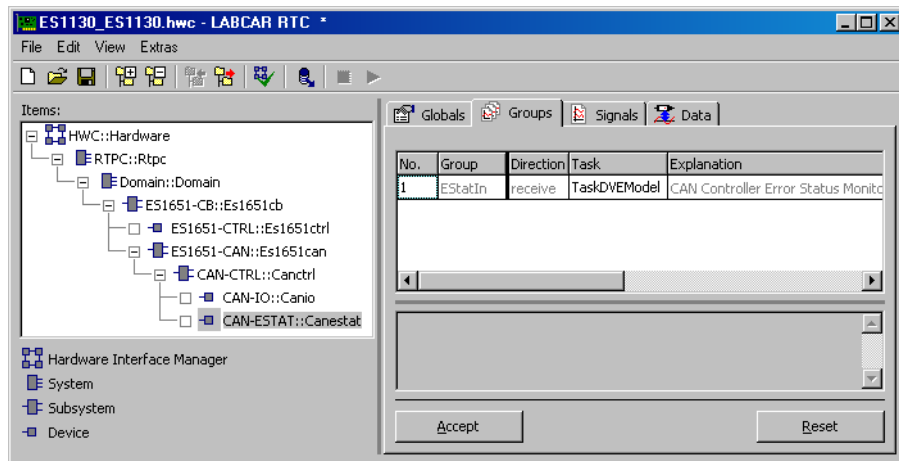 ES1130_ES1130.hwc - LABCAR RTC *
File Edit View Extras
Items:
HWC::Hardware
RTPC::Rtpc
Domain::Domain
ES1651-CB::Es1651cb
ES1651-CTRL::Es1651ctrl
ES1651-CAN::Es1651can
CAN-CTRL::Canctrl
CAN-IO::Canio
CAN-ESTAT::Canestat
Hardware Interface Manager
System
Subsystem
Device
Globals Groups Signals Data
No. Group Direction Task Explanation
1 EStatIn receive TaskDVEModel CAN Controller Error Status Monito
Accept Reset